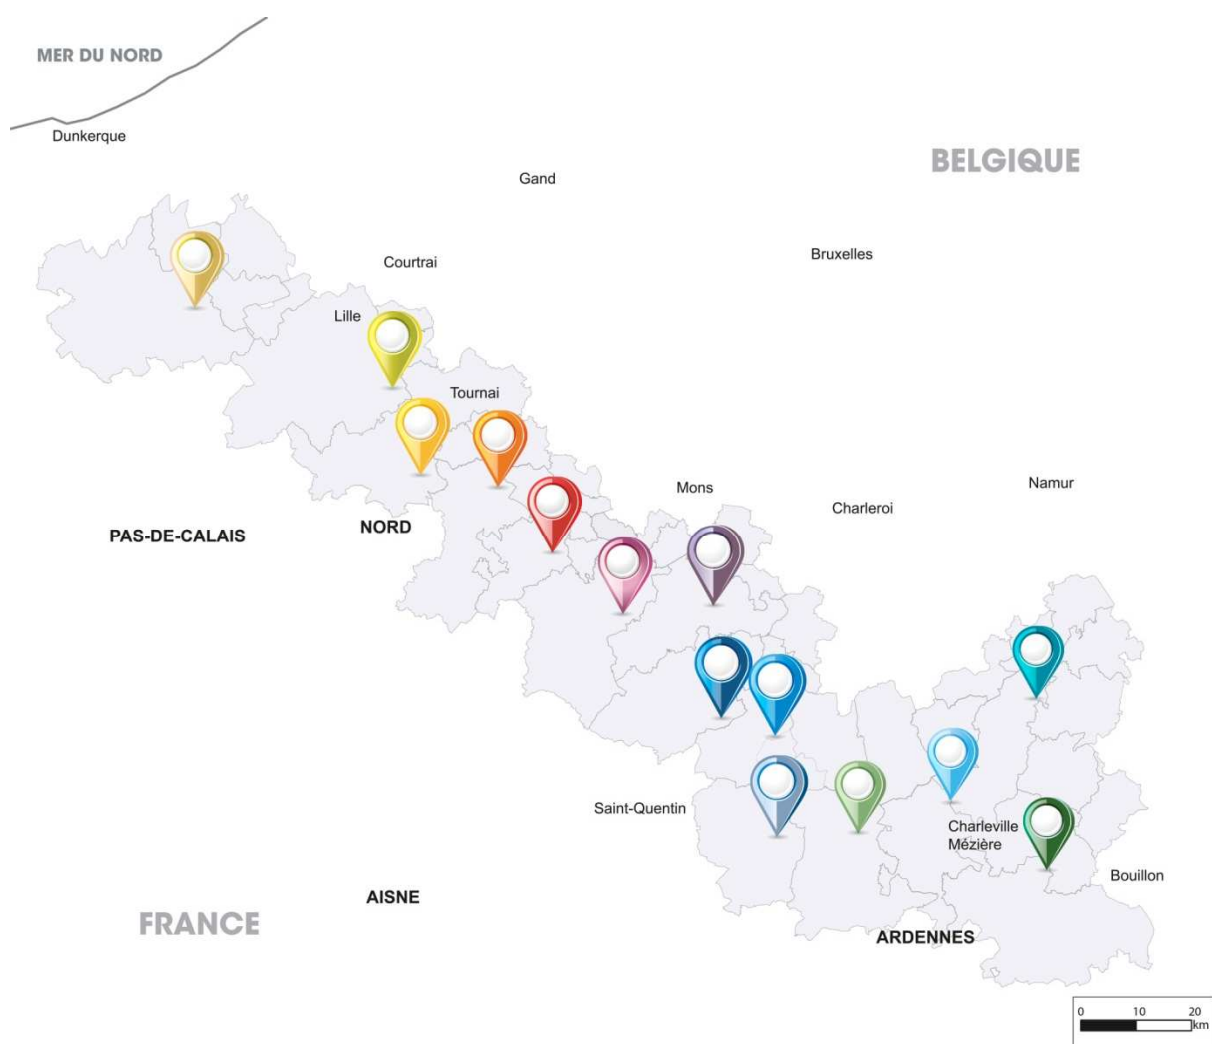 MER DU NORD
Dunkerque
BELGIQUE
Gand
Bruxelles
Courtrai
Lille
Tournai
Namur
Mons
Charleroi
NORD
PAS-DE-CALAIS
Saint-Quentin
Charleville
Mézière
Bouillon
AISNE
FRANCE
ARDENNES
0 10 20
km